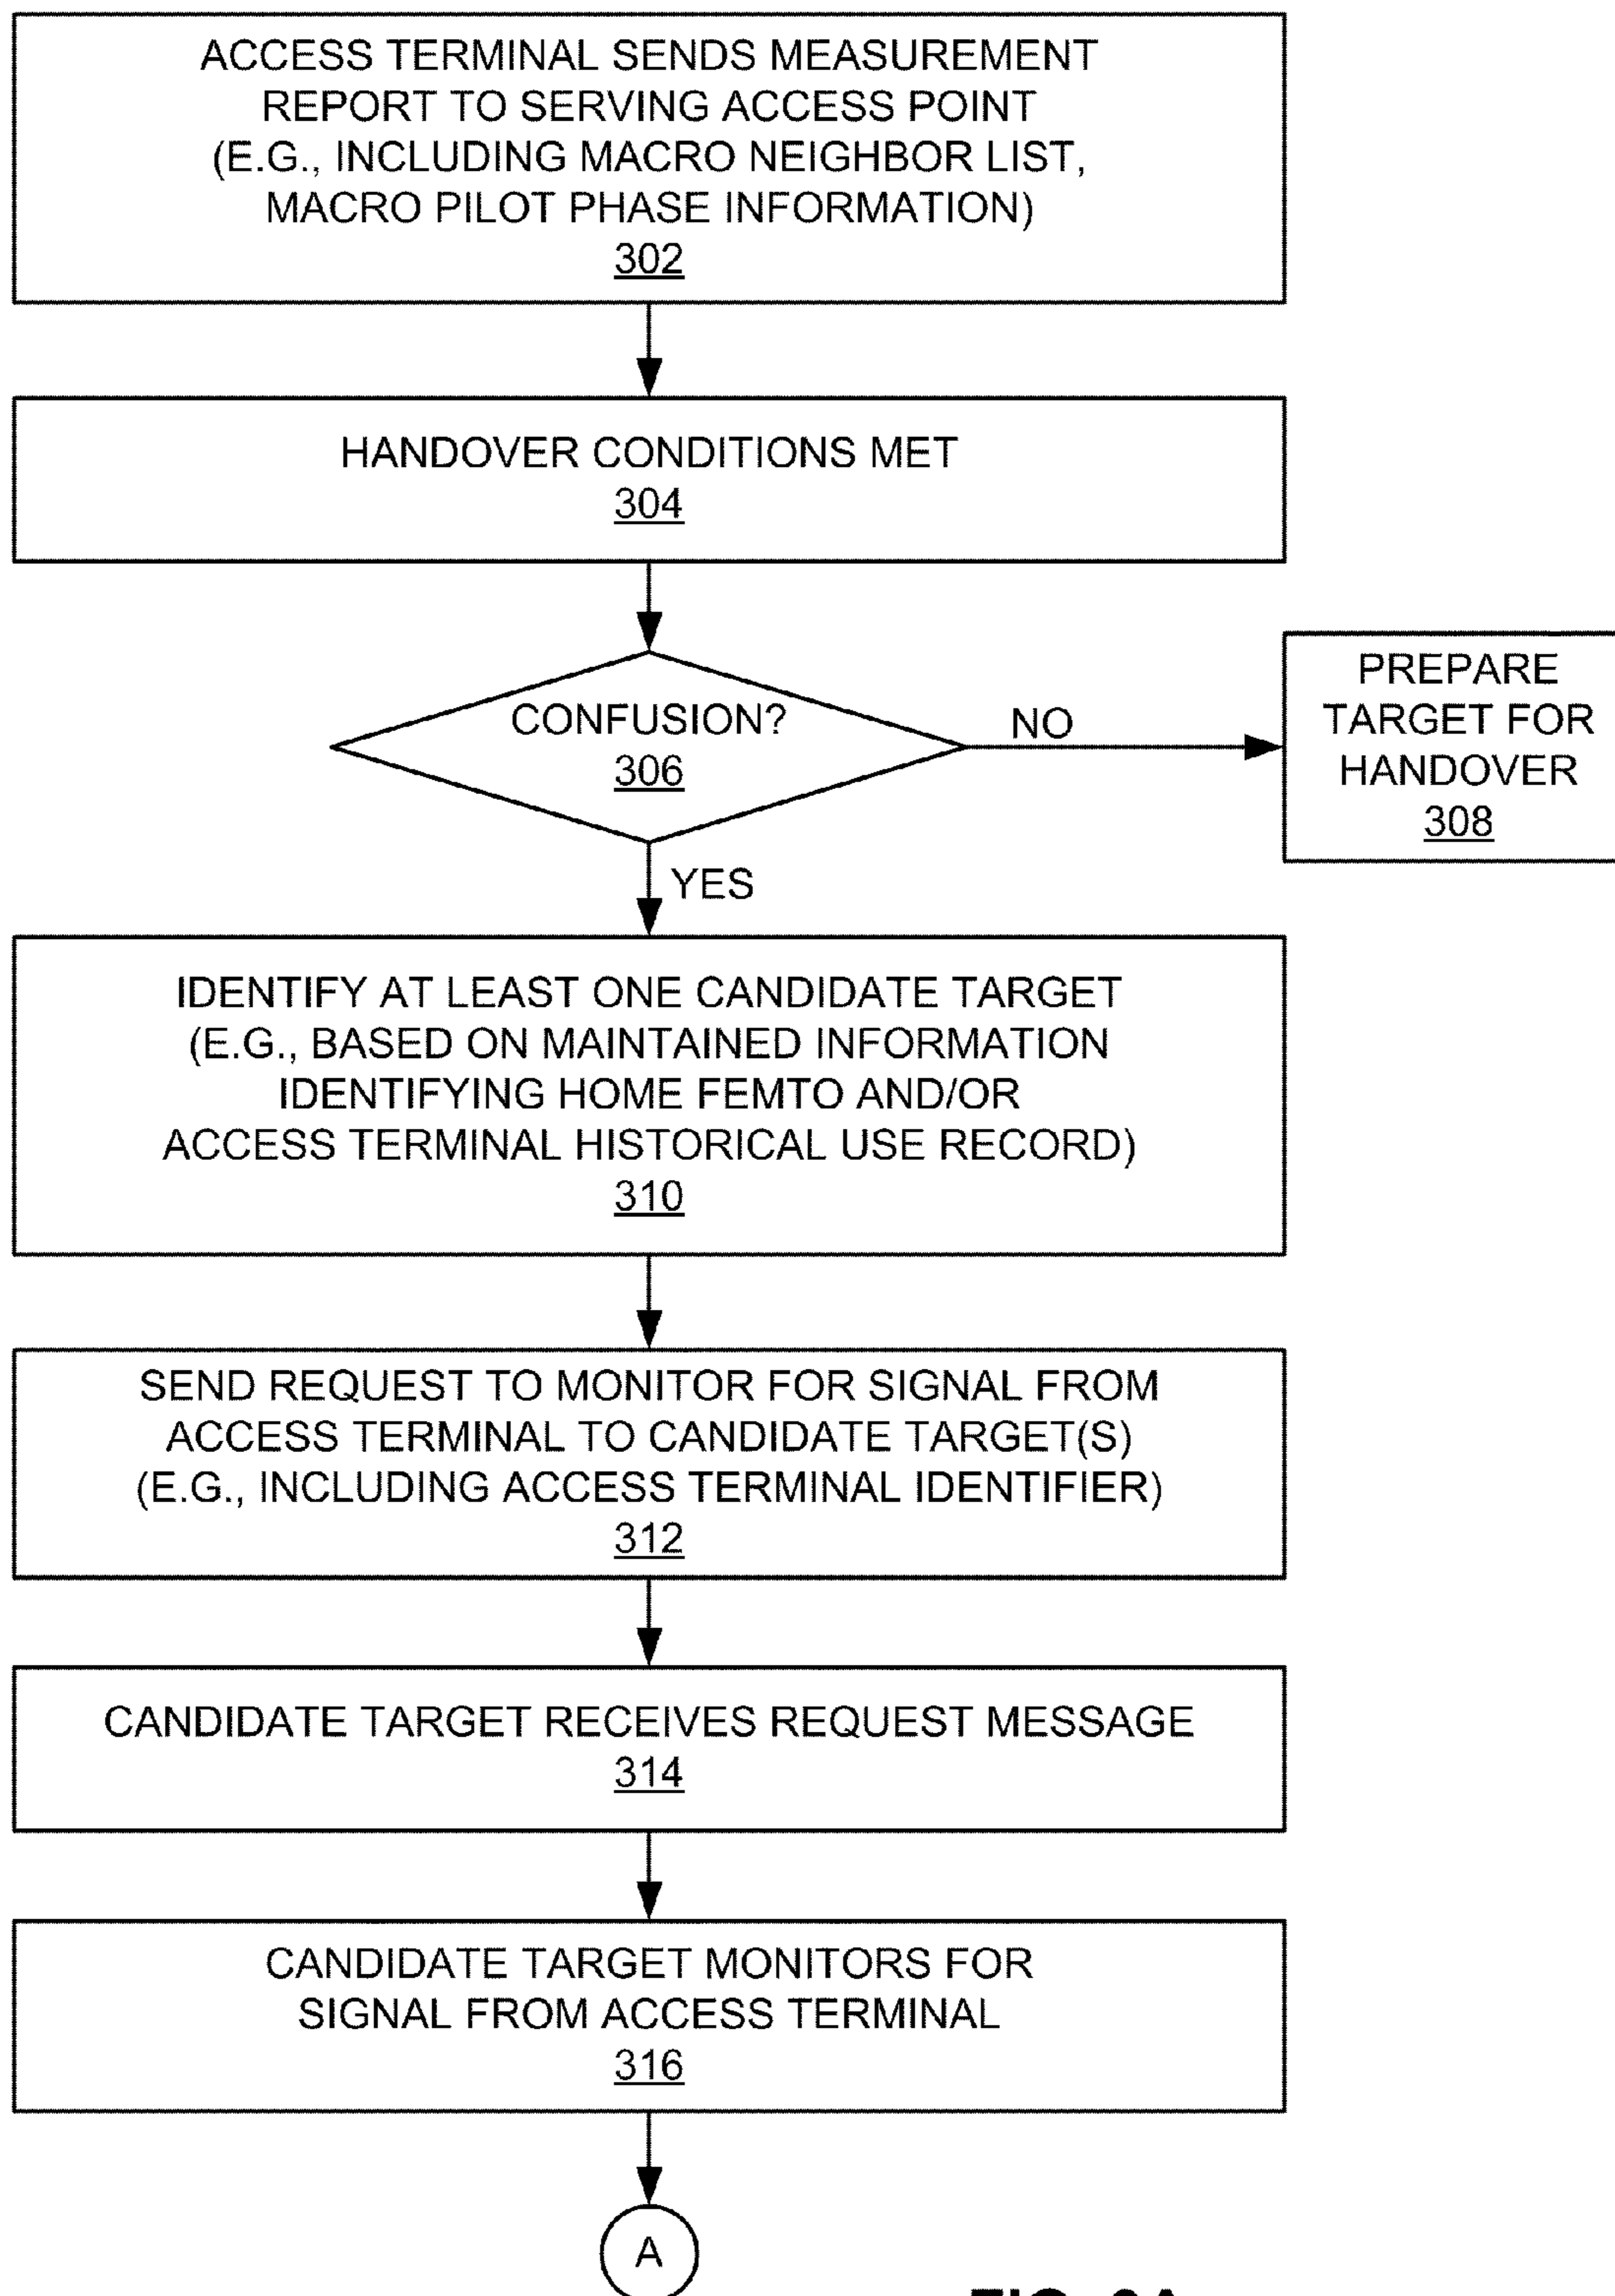 ACCESS TERMINAL SENDS MEASUREMENT
REPORT TO SERVING ACCESS POINT
(E.G., INCLUDING MACRO NEIGHBOR LIST,
MACRO PILOT PHASE INFORMATION)
302
HANDOVER CONDITIONS MET
304
CONFUSION?
306
NO
PREPARE
TARGET FOR
HANDOVER
308
YES
IDENTIFY AT LEAST ONE CANDIDATE TARGET
(E.G., BASED ON MAINTAINED INFORMATION
IDENTIFYING HOME FEMTO AND/OR
ACCESS TERMINAL HISTORICAL USE RECORD)
310
SEND REQUEST TO MONITOR FOR SIGNAL FROM
ACCESS TERMINAL TO CANDIDATE TARGET(S)
(E.G., INCLUDING ACCESS TERMINAL IDENTIFIER)
312
CANDIDATE TARGET RECEIVES REQUEST MESSAGE
314
CANDIDATE TARGET MONITORS FOR
SIGNAL FROM ACCESS TERMINAL
316
A